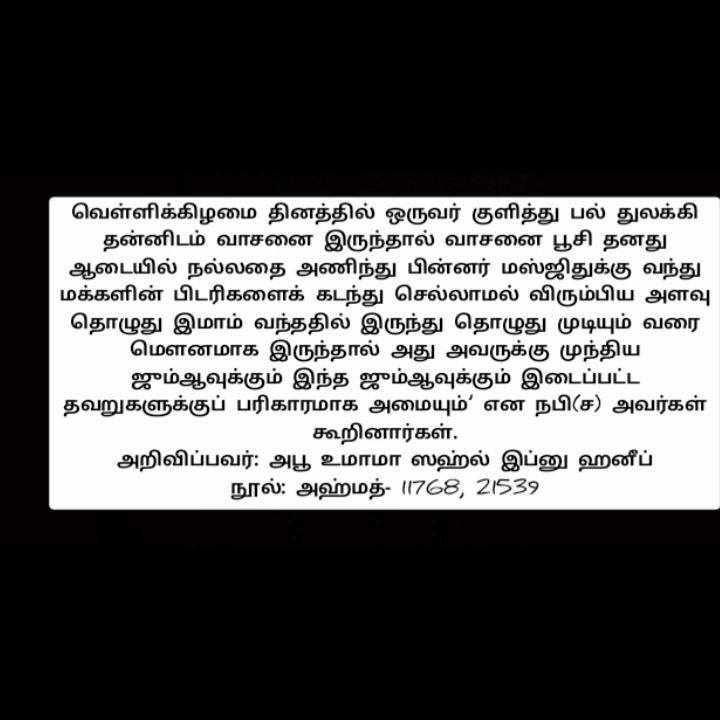 வெள்ளிக்கிழமை தினத்தில் ஒருவர் குளித்து பல் துலக்கி
தன்னிடம் வாசனை இருந்தால் வாசனை பூசி தனது
ஆடையில் நல்லதை அணிந்து பின்னர் மஸ்ஜிதுக்கு வந்து
மக்களின் பிடரிகளைக் கடந்து செல்லாமல் விரும்பிய அளவு
தொழுது இமாம் வந்ததில் இருந்து தொழுது முடியும் வரை
மௌனமாக இருந்தால் அது அவருக்கு முந்திய
ஜும்ஆவுக்கும் இந்த ஜும்ஆவுக்கும் இடைப்பட்ட
தவறுகளுக்குப் பரிகாரமாக அமையும்’ என நபி(ச) அவர்கள்
கூறினார்கள்.
அறிவிப்பவர்: அபூ உமாமா ஸஹ்ல் இப்னு ஹனீப்
நூல்: அஹ்மத்- 11768, 21539